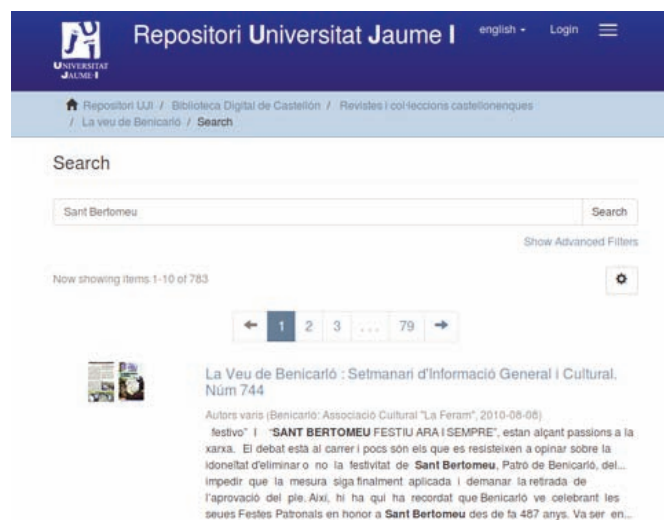 Repositori Universitat Jaume I
english
Login
UNIVERSITAT
JAUME·I
Repositori UJI / Biblioteca Digital de Castellón / Revistes i col·leccions castellonenques
/ La veu de Benicarló / Search
Search
Sant Bertomeu
Search
Show Advanced Filters
Now showing items 1-10 of 783
1 2 3 ... 79
La Veu de Benicarló : Setmanari d'Informació General i Cultural.
Núm 744
Autors varis (Benicarló: Associació Cultural "La Feram", 2010-08-08)
festivo" I "SANT BERTOMEU FESTIU ARA I SEMPRE", estan alçant passions a la
xarxa. El debat està al carrer i pocs són els que es resisteixen a opinar sobre la
idoneïtat d'eliminar o no la festivitat de Sant Bertomeu, Patró de Benicarló, del...
impedir que la mesura siga finalment aplicada i demanar la retirada de
l'aprovació del ple. Així, hi ha qui ha recordat que Benicarló ve celebrant les
seues Festes Patronals en honor a Sant Bertomeu des de fa 487 anys. Va ser en...